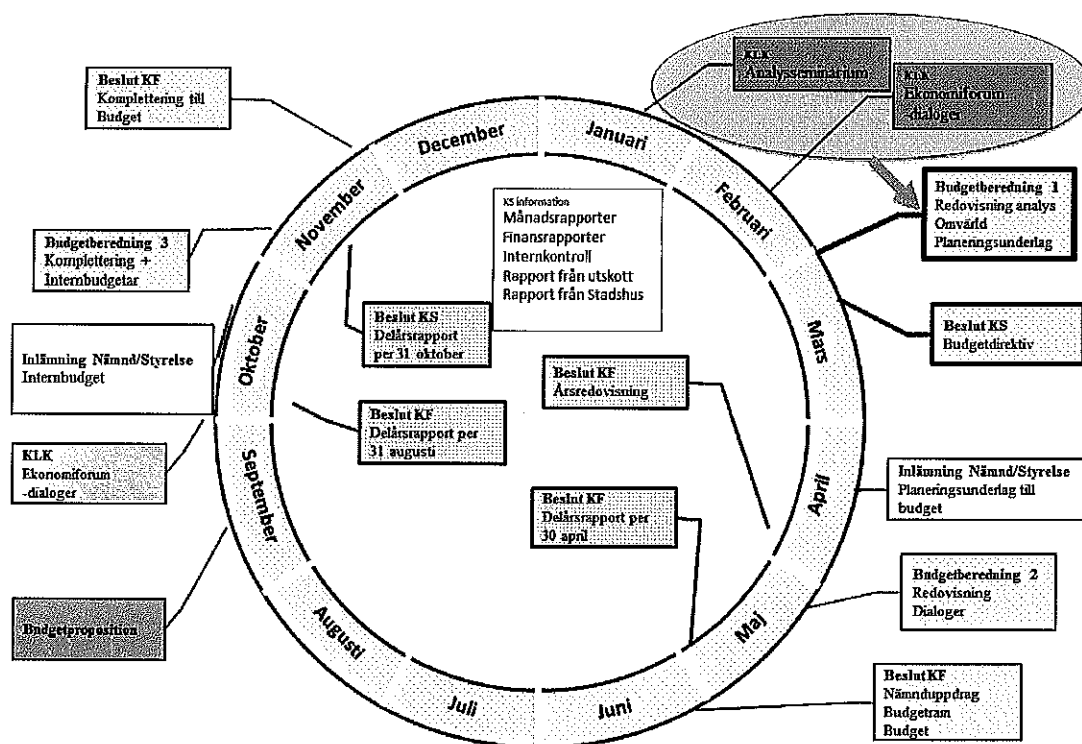 KLK
Analysseminarium
KLK
Ekonomiforum
-dialoger
Beslut KF
Komplettering till
Budget
December
Januari
Februari
Mars
April
Maj
Juni
Juli
Augusti
September
Oktober
November
Budgetberedning 1
Redovisning analys
Omvärld
Planeringsunderlag
KS information
Månadsrapporter
Finansrapporter
Internkontroll
Rapport från utskott
Rapport från Stadshus
Budgetberedning 3
Komplettering +
Internbudgetar
Beslut KS
Delårsrapport
per 31 oktober
Beslut KS
Budgetdirektiv
Inlämning Nämnd/Styrelse
Internbudget
Beslut KF
Årsredovisning
Beslut KF
Delårsrapport per
31 augusti
KLK
Ekonomiforum
-dialoger
Inlämning Nämnd/Styrelse
Planeringsunderlag till
budget
Beslut KF
Delårsrapport per
30 april
Budgetberedning 2
Redovisning
Dialoger
Budgetproposition
Beslut KF
Nämnduppdrag
Budgetram
Budget